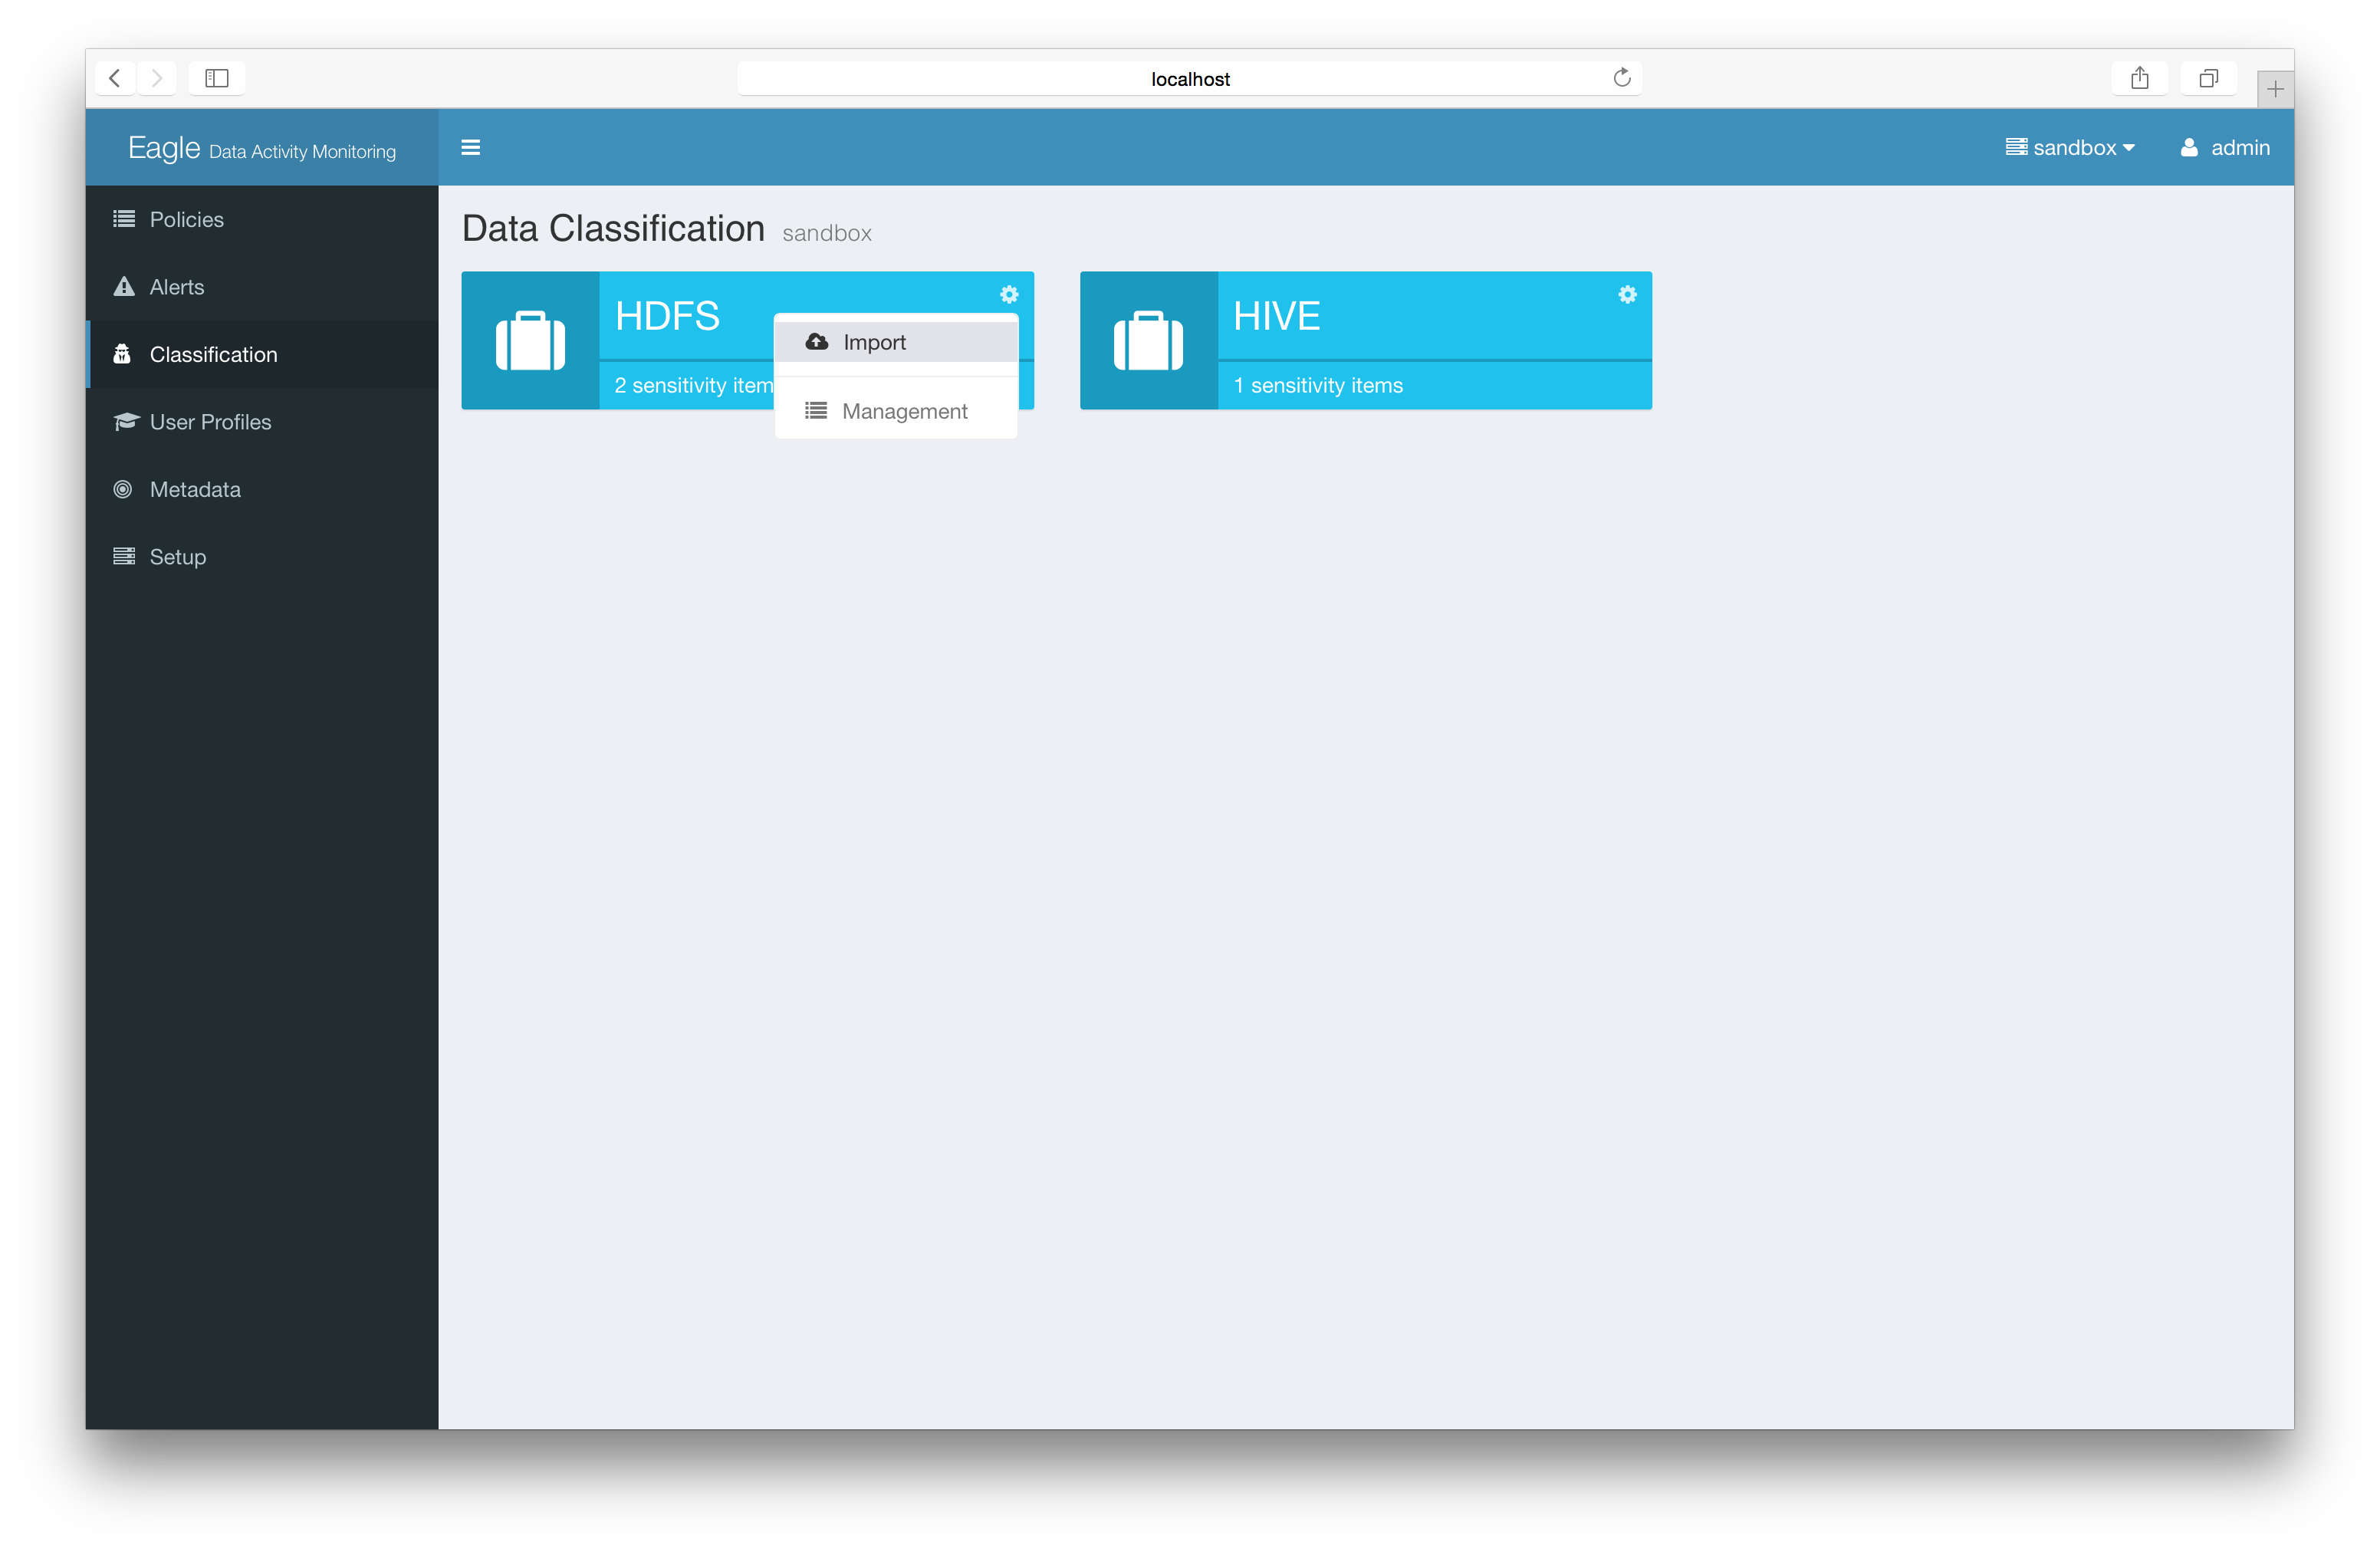 localhost
Eagle Data Activity Monitoring
sandbox
admin
Policies
Alerts
Classification
User Profiles
Metadata
Setup
Data Classification sandbox
HDFS
2 sensitivity item
Import
Management
HIVE
1 sensitivity items